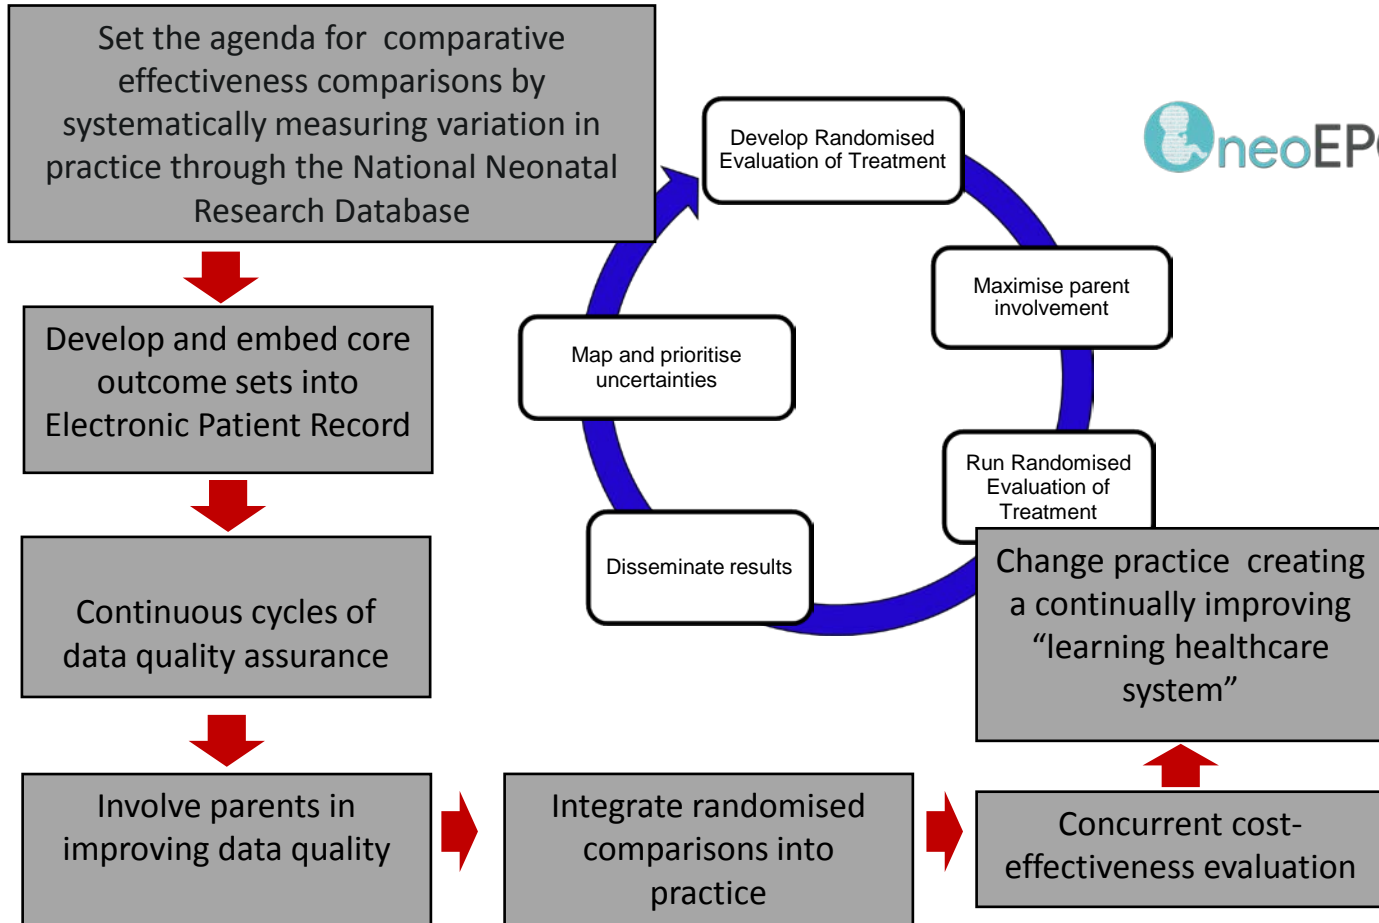 Set the agenda for comparative
effectiveness comparisons by
systematically measuring variation in
practice through the National Neonatal
Research Database
Develop and embed core
outcome sets into
Electronic Patient Record
Continuous cycles of
data quality assurance
Involve parents in
improving data quality
Integrate randomised
comparisons into
practice
Concurrent cost-
effectiveness evaluation
Change practice creating
a continually improving
“learning healthcare
system”
Develop Randomised
Evaluation of Treatment
Maximise parent
involvement
Run Randomised
Evaluation of
Treatment
Disseminate results
Map and prioritise
uncertainties
neoEPO